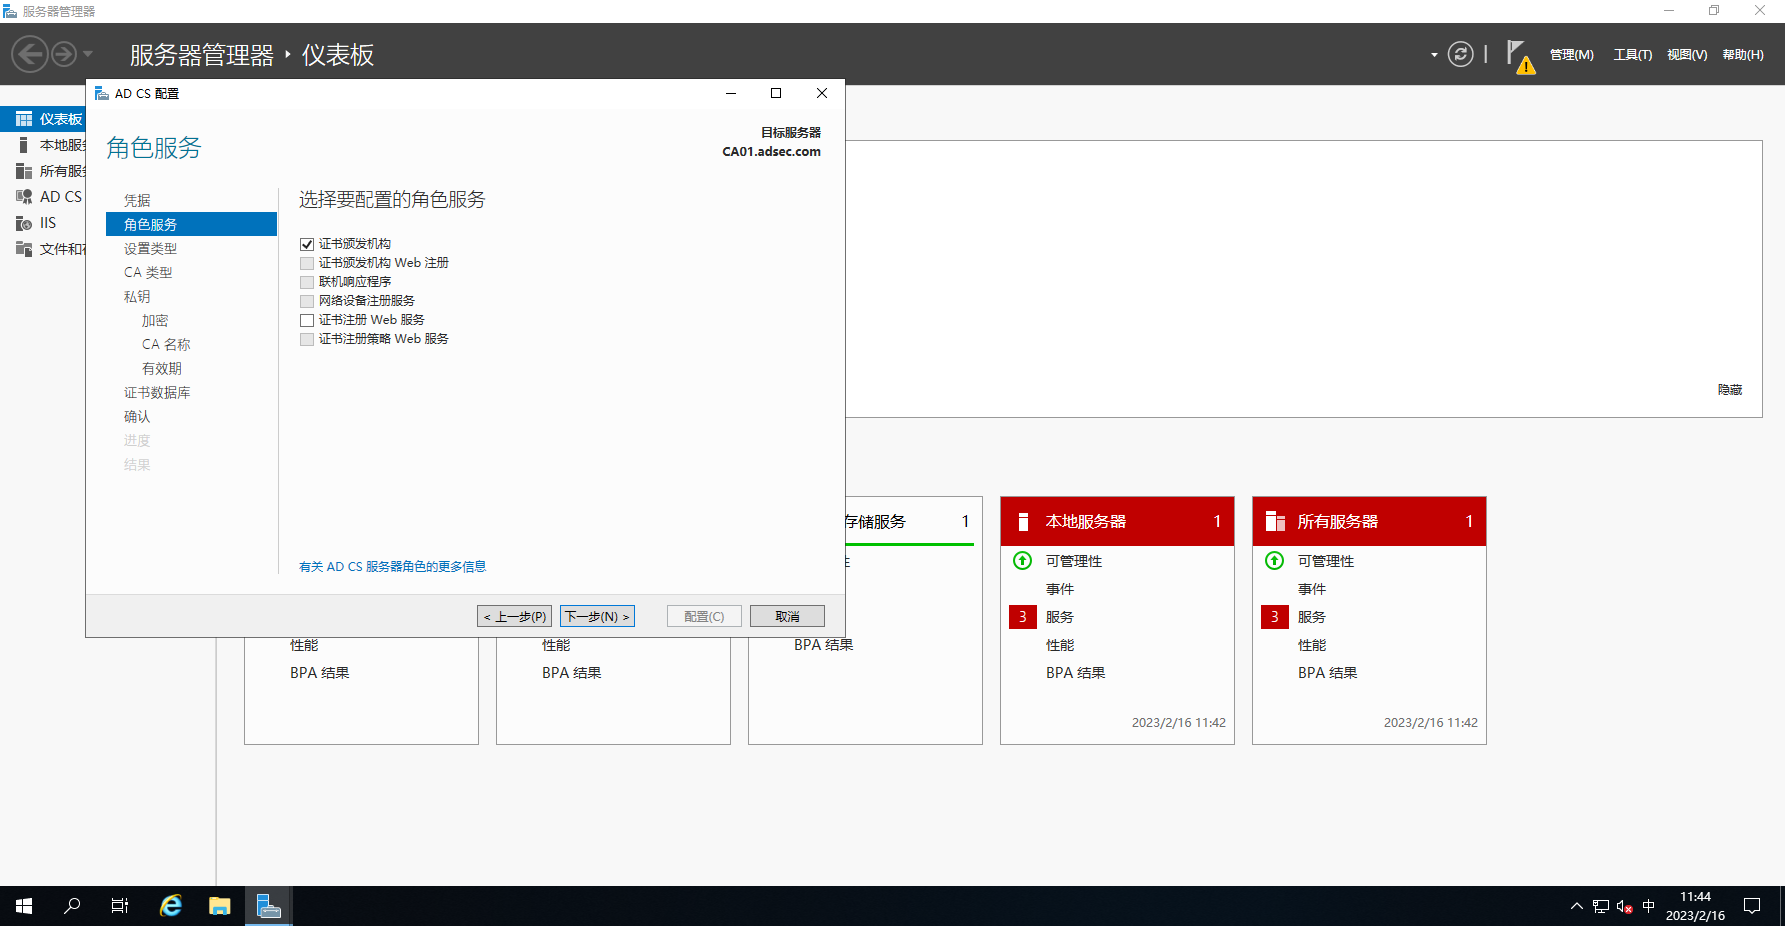 服务器管理器
服务器管理器 · 仪表板
管理(M) 工具(T) 视图(V) 帮助(H)
仪表板
本地服务
所有服务
AD CS
IIS
文件和
AD CS 配置
角色服务
目标服务器
CA01.adsec.com
凭据
角色服务
设置类型
CA 类型
私钥
加密
CA 名称
有效期
证书数据库
确认
进度
结果
选择要配置的角色服务
证书颁发机构
证书颁发机构 Web 注册
联机响应程序
网络设备注册服务
证书注册 Web 服务
证书注册策略 Web 服务
有关 AD CS 服务器角色的更多信息
< 上一步(P) 下一步(N) > 配置(C) 取消
隐藏
性能
BPA 结果
性能
BPA 结果
存储服务 1
性
BPA 结果
本地服务器 1
可管理性
事件
3 服务
性能
BPA 结果
2023/2/16 11:42
所有服务器 1
可管理性
事件
3 服务
性能
BPA 结果
2023/2/16 11:42
中
11:44
2023/2/16